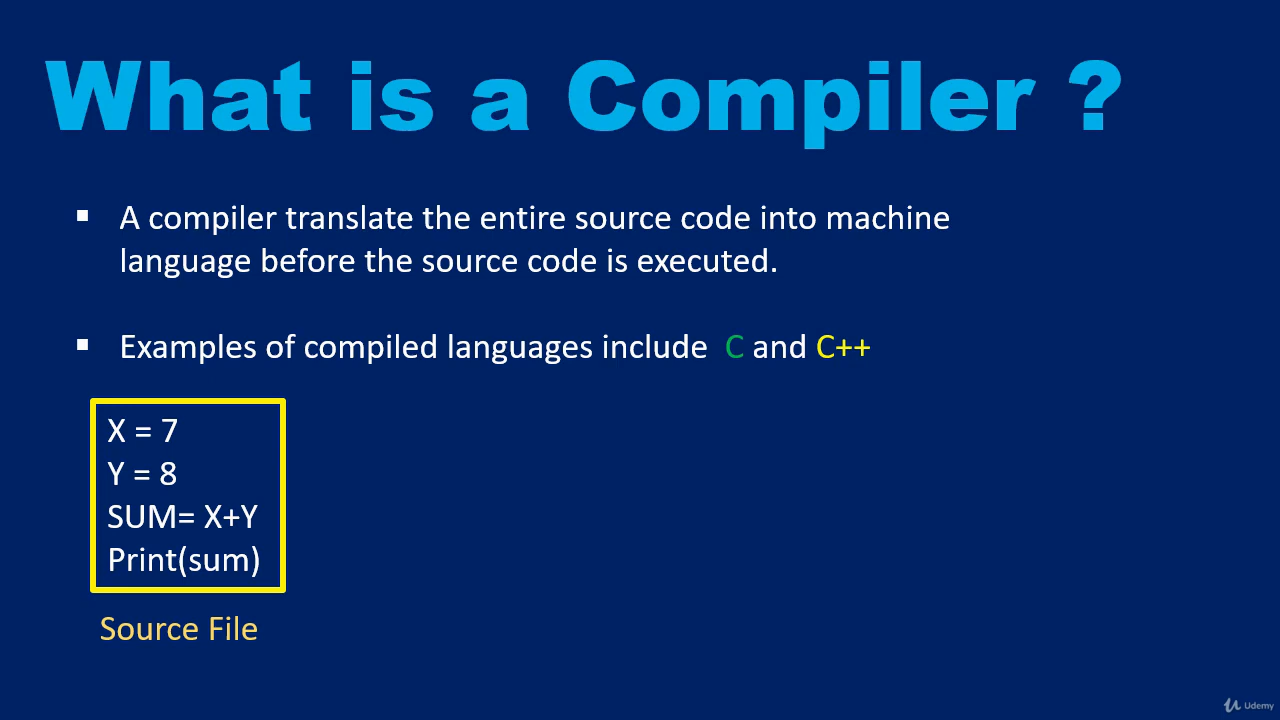 What is a Compiler ?
A compiler translate the entire source code into machine
language before the source code is executed.
Examples of compiled languages include C and C++
X = 7
Y = 8
SUM= X+Y
Print(sum)
Source File
Udemy